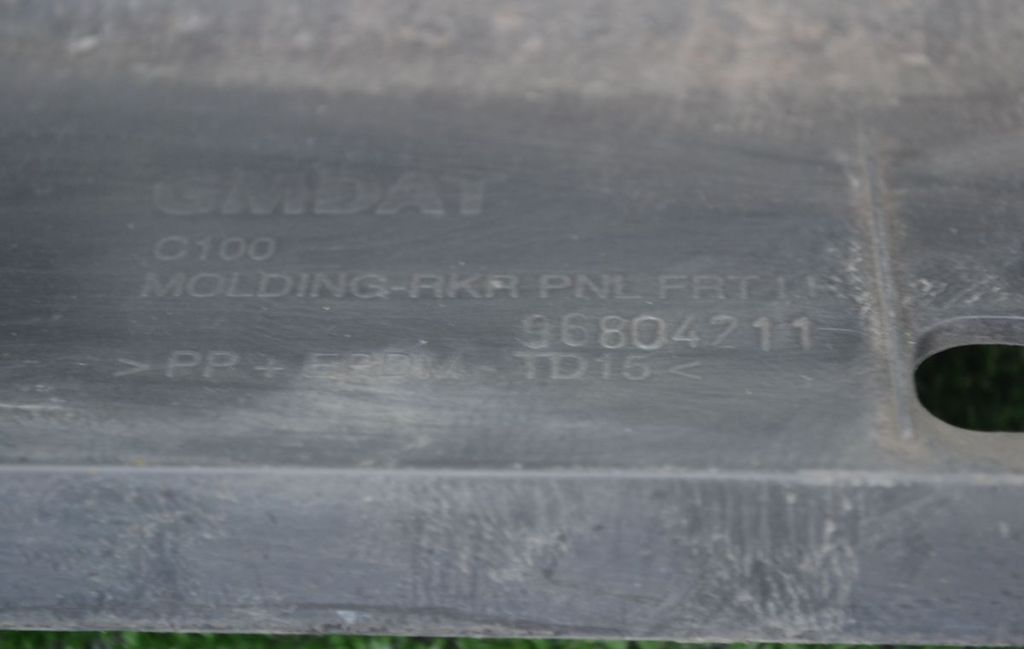 GMDAT
C100
MOLDING-RKR PNL FRT LH
96804211
>PP + EPDM - TD15<